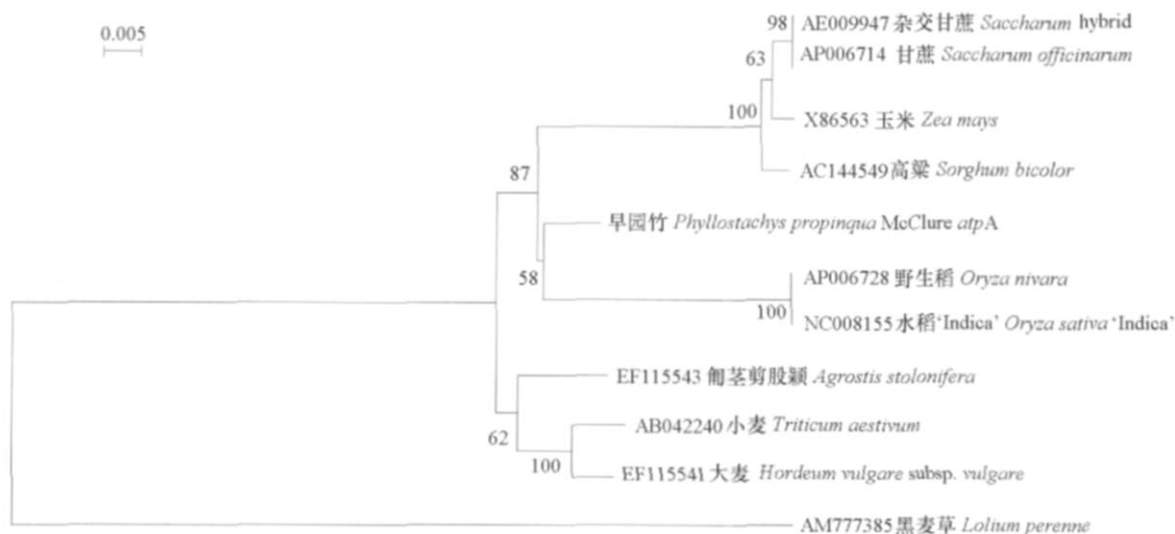 0.005
98
AE009947 杂交甘蔗 Saccharum hybrid
AP006714 甘蔗 Saccharum officinarum
63
X86563 玉米 Zea mays
100
AC144549 高粱 Sorghum bicolor
87
早园竹 Phyllostachys propinqua McClure atpA
58
AP006728 野生稻 Oryza nivara
100
NC008155 水稻'Indica' Oryza sativa 'Indica'
EF115543 匍茎剪股颖 Agrostis stolonifera
62
AB042240 小麦 Triticum aestivum
100
EF115541 大麦 Hordeum vulgare subsp. vulgare
AM777385 黑麦草 Lolium perenne